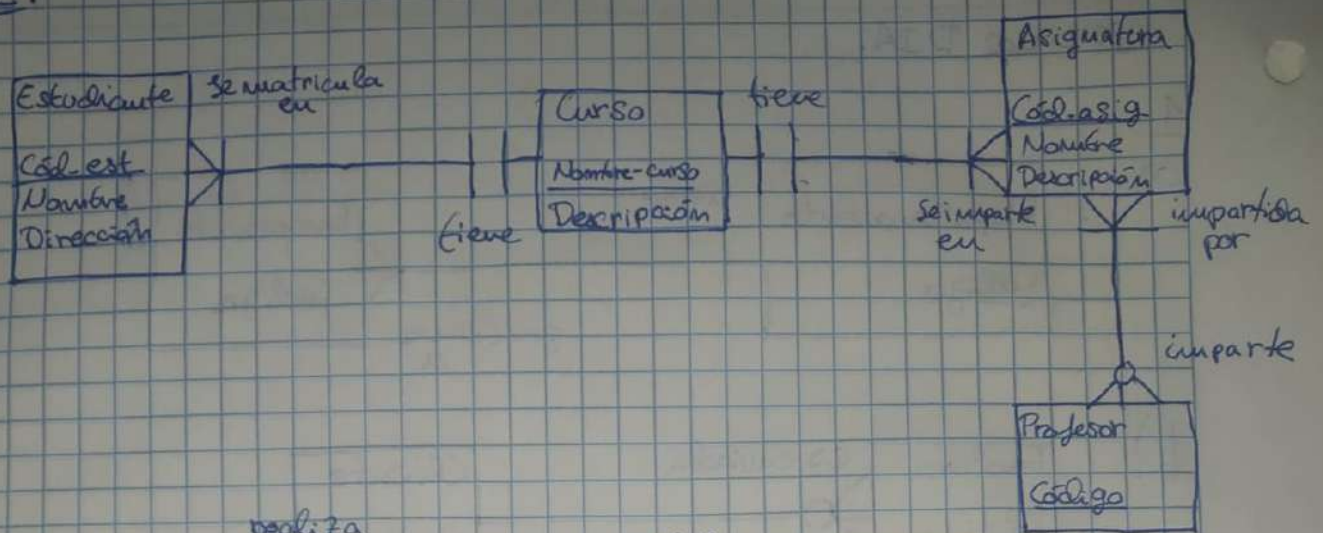 Estudiante
Cód-est
Nombre
Dirección
se matricula
en
tiene
Curso
Nombre-curso
Descripción
tiene
se imparte
en
Asignatura
Cód-asig
Nombre
Descripción
impartida
por
imparte
Profesor
Código
realiza